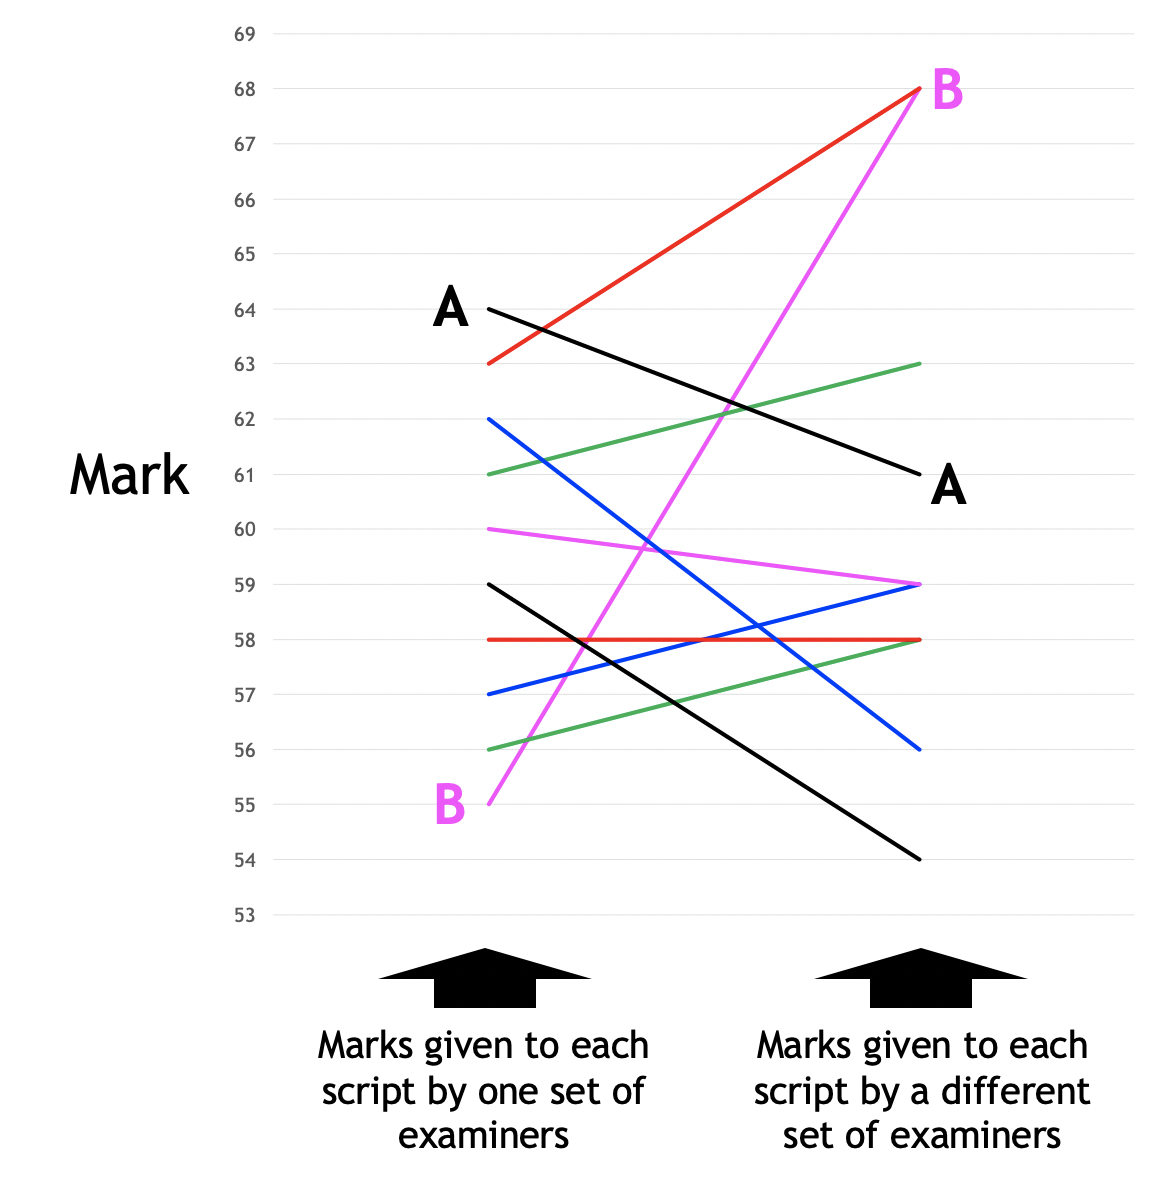 69
68
B
67
66
65
A
64
63
62
Mark
61
A
60
59
58
57
56
B
55
54
53
Marks given to each
script by one set of
examiners
Marks given to each
script by a different
set of examiners